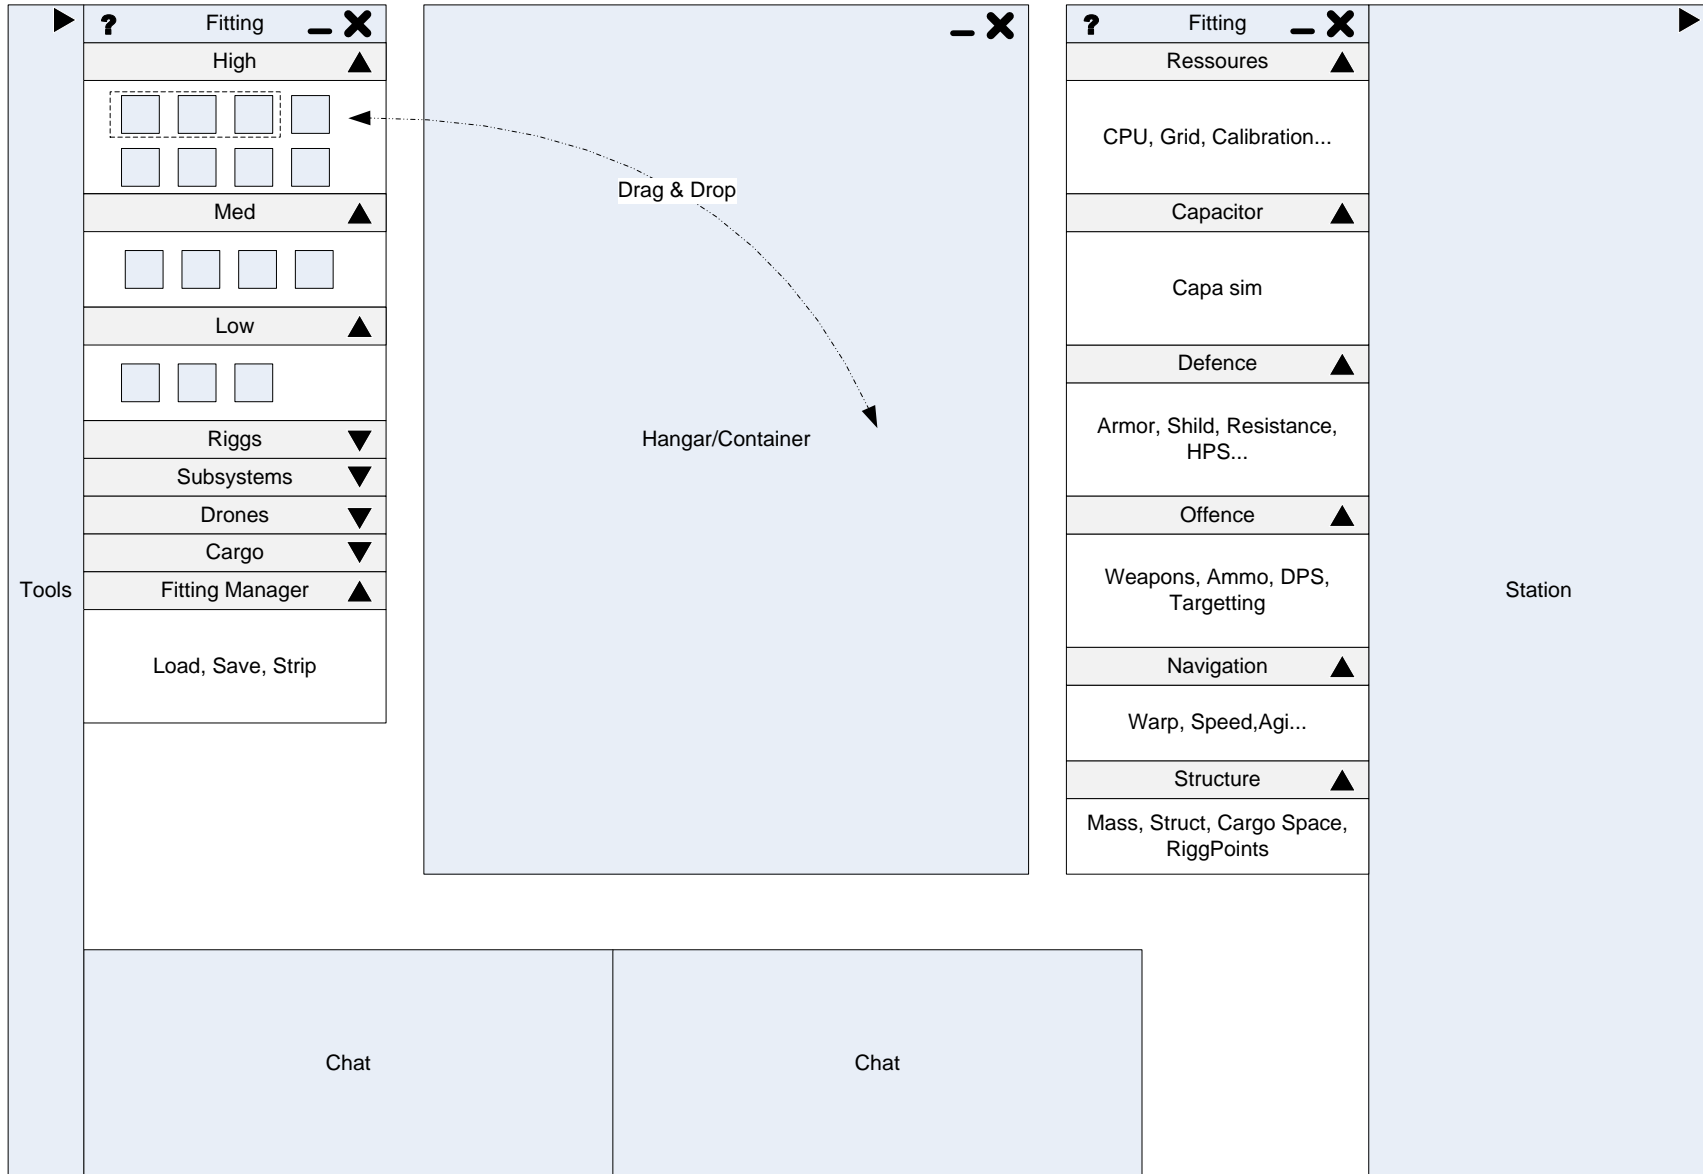 ? Fitting
High
Med
Low
Riggs
Subsystems
Drones
Cargo
Fitting Manager
Load, Save, Strip
Tools
Drag & Drop
Hangar/Container
? Fitting
Ressoures
CPU, Grid, Calibration...
Capacitor
Capa sim
Defence
Armor, Shild, Resistance,
HPS...
Offence
Weapons, Ammo, DPS,
Targetting
Navigation
Warp, Speed,Agi...
Structure
Mass, Struct, Cargo Space,
RiggPoints
Station
Chat
Chat